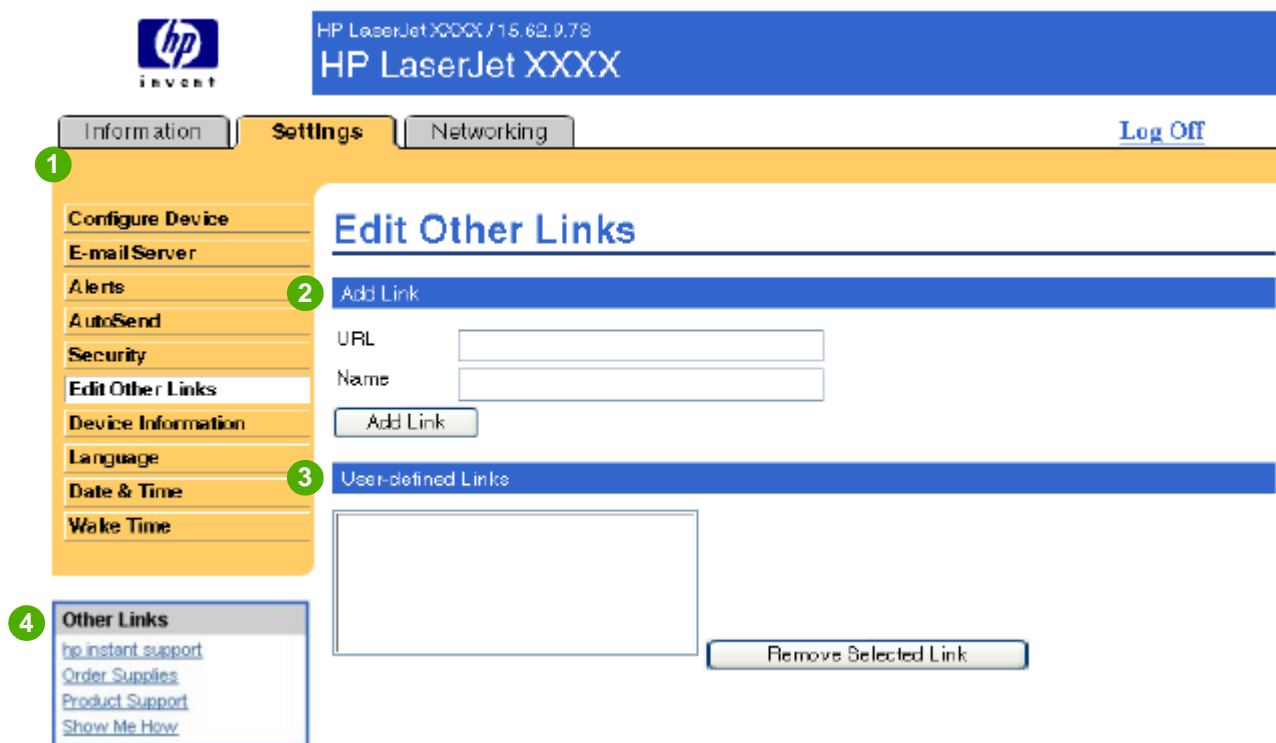 hp
invent
HP LaserJet XXXX / 15.62.9.78
HP LaserJet XXXX
Information
Settings
Networking
Log Off
1
Configure Device
E-mail Server
Alerts
AutoSend
Security
Edit Other Links
Device Information
Language
Date & Time
Wake Time
Edit Other Links
2
Add Link
URL
Name
Add Link
3
User-defined Links
Remove Selected Link
4
Other Links
hp instant support
Order Supplies
Product Support
Show Me How